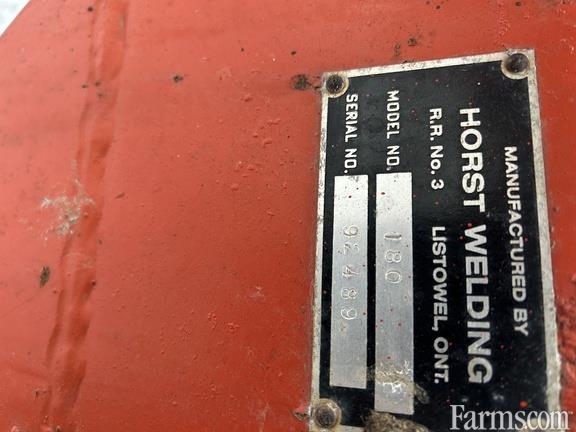 MANUFACTURED BY
HORST WELDING
R.R. No. 3 LISTOWEL, ONT.
MODEL NO. 180
SERIAL NO. 92489
Farms.com